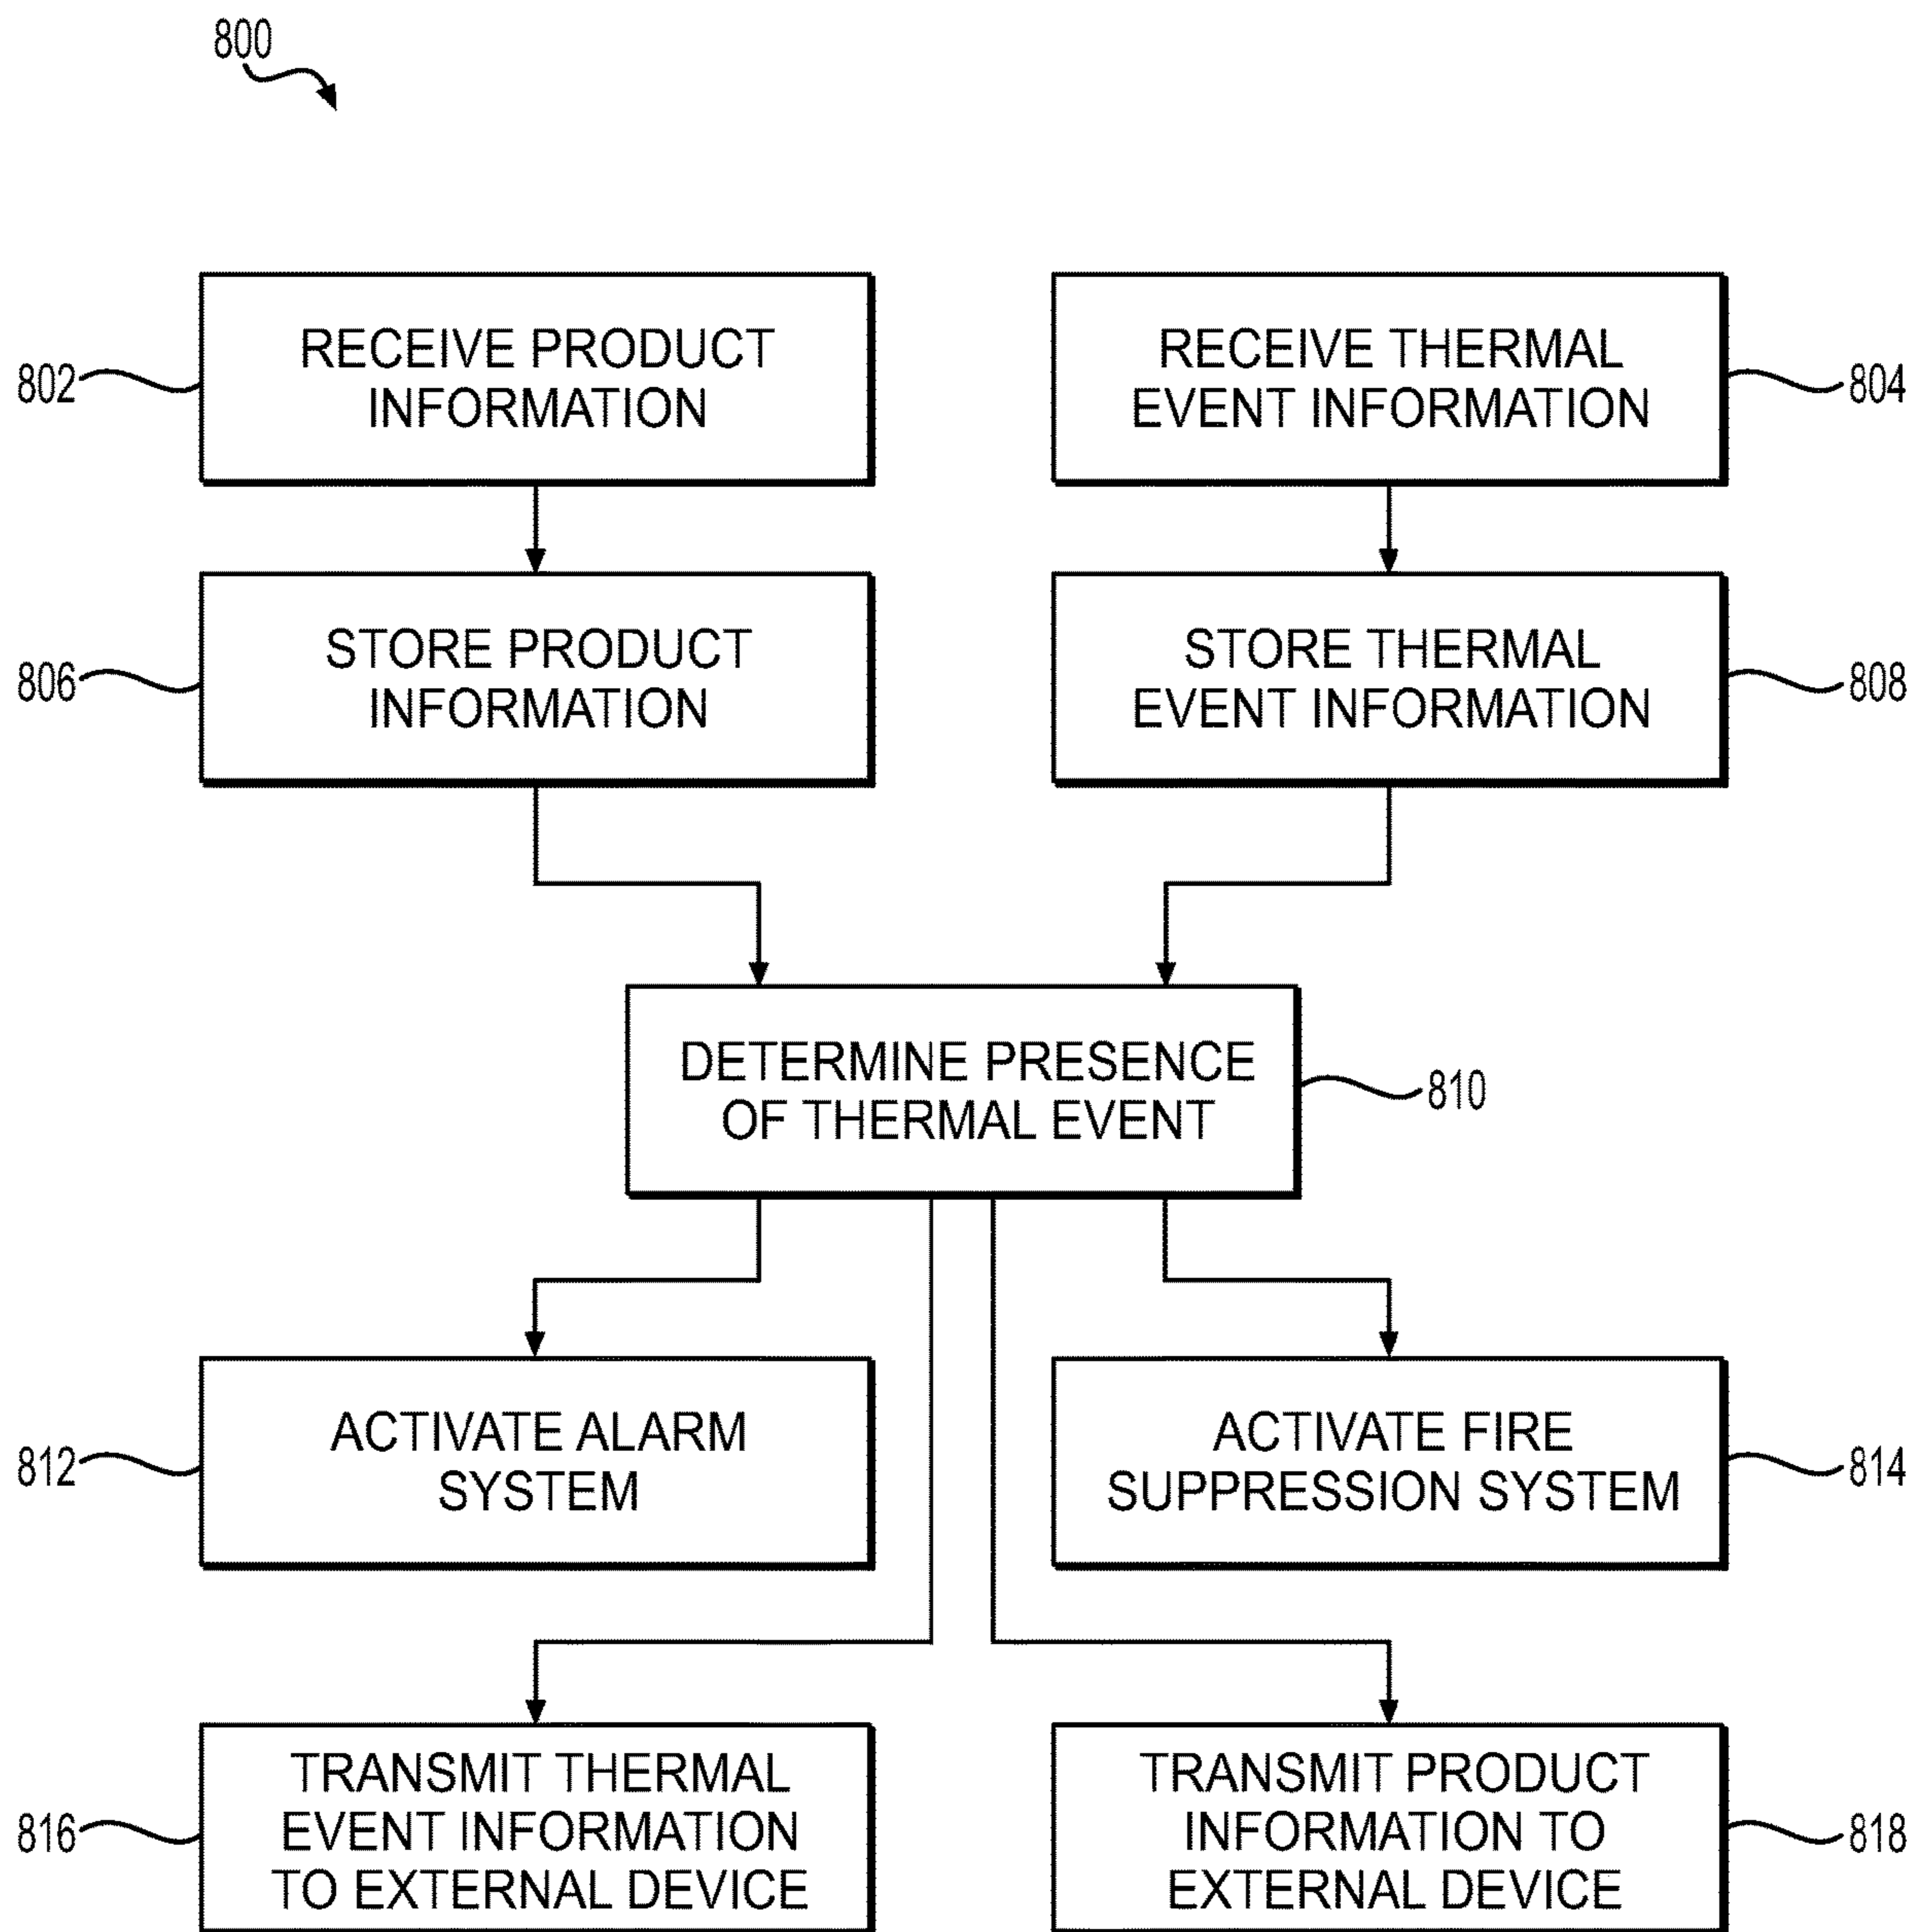 800
RECEIVE PRODUCT
INFORMATION
802
RECEIVE THERMAL
EVENT INFORMATION
804
STORE PRODUCT
INFORMATION
806
STORE THERMAL
EVENT INFORMATION
808
DETERMINE PRESENCE
OF THERMAL EVENT
810
ACTIVATE ALARM
SYSTEM
812
ACTIVATE FIRE
SUPPRESSION SYSTEM
814
TRANSMIT THERMAL
EVENT INFORMATION
TO EXTERNAL DEVICE
816
TRANSMIT PRODUCT
INFORMATION TO
EXTERNAL DEVICE
818